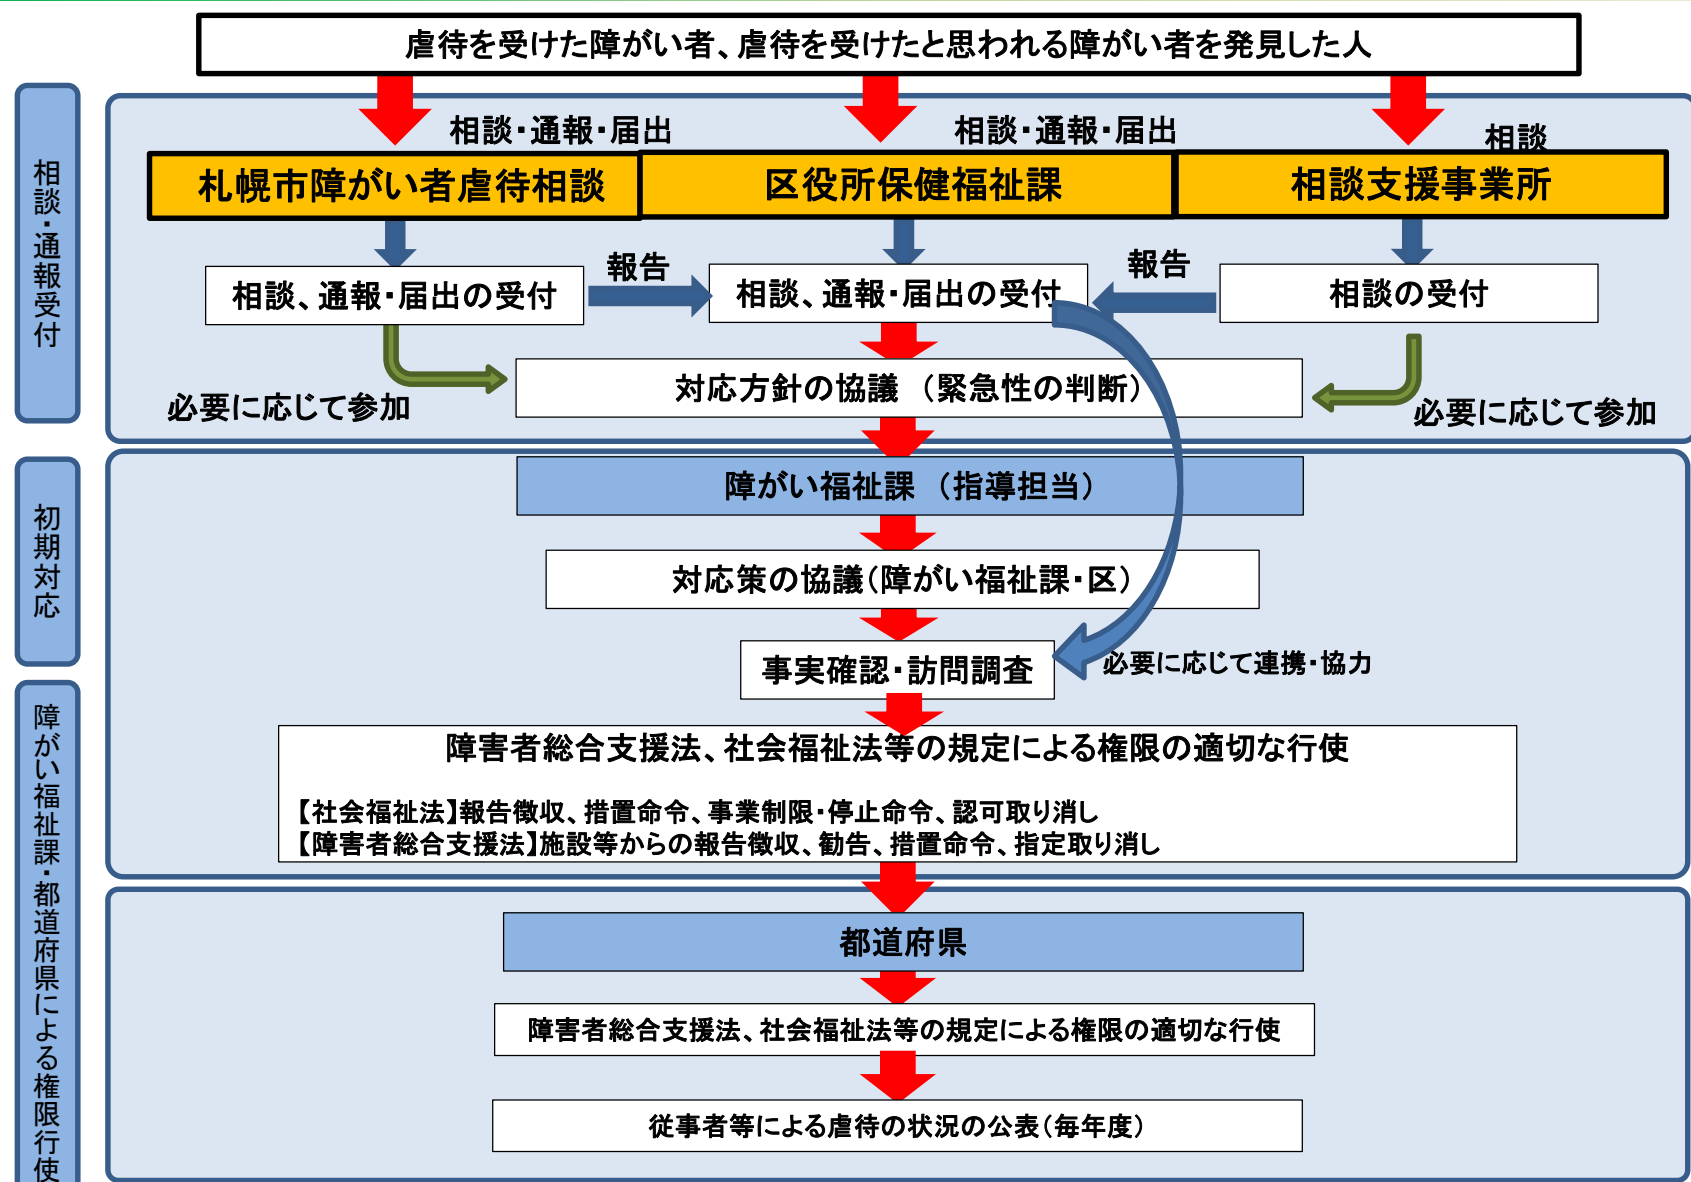 虐待を受けた障がい者、虐待を受けたと思われる障がい者を発見した人
相談・通報受付
相談・通報・届出
相談・通報・届出
相談
札幌市障がい者虐待相談
区役所保健福祉課
相談支援事業所
相談、通報・届出の受付
報告
相談、通報・届出の受付
報告
相談の受付
対応方針の協議 （緊急性の判断）
必要に応じて参加
必要に応じて参加
初期対応
障がい福祉課 （指導担当）
対応策の協議（障がい福祉課・区）
事実確認・訪問調査
必要に応じて連携・協力
障がい福祉課・都道府県による権限行使
障害者総合支援法、社会福祉法等の規定による権限の適切な行使
【社会福祉法】報告徴収、措置命令、事業制限・停止命令、認可取り消し
【障害者総合支援法】施設等からの報告徴収、勧告、措置命令、指定取り消し
都道府県
障害者総合支援法、社会福祉法等の規定による権限の適切な行使
従事者等による虐待の状況の公表（毎年度）